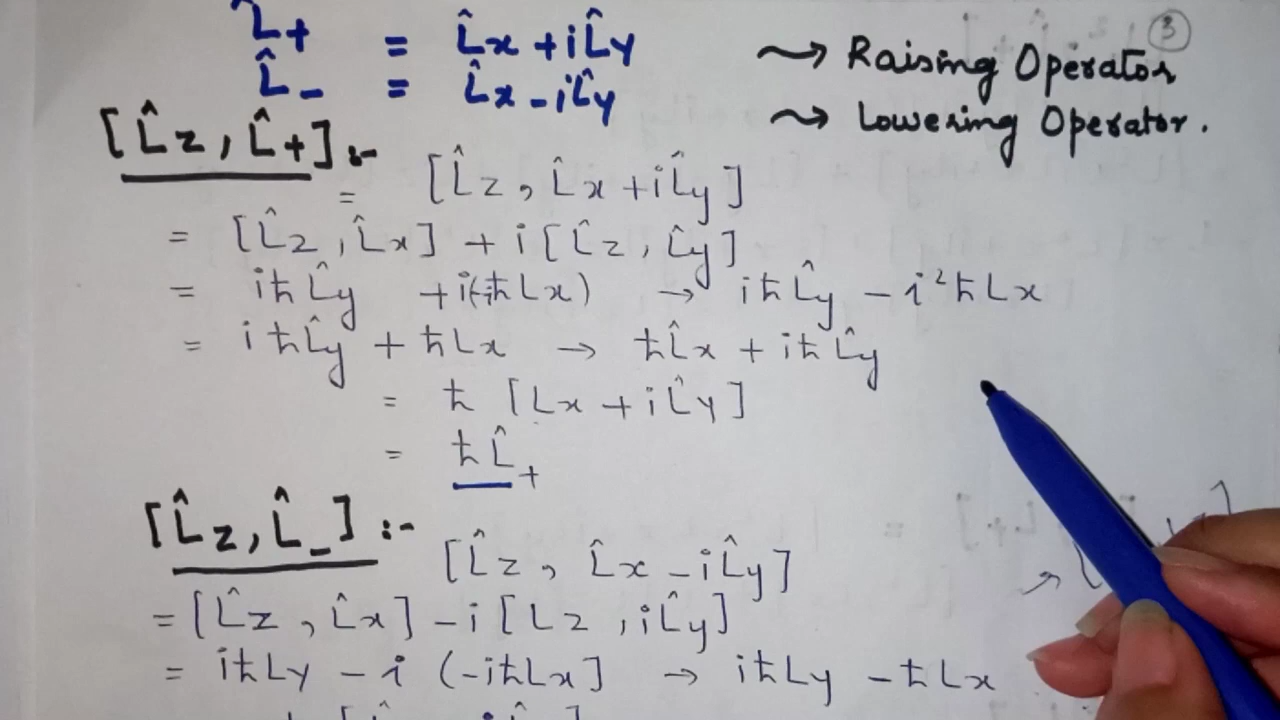 L̂+ = L̂x + iL̂y ⇝ Raising Operator ③
L̂- = L̂x - iL̂y ⇝ Lowering Operator.
[L̂z, L̂+] :-
= [L̂z, L̂x + iL̂y]
= [L̂z, L̂x] + i[L̂z, L̂y]
= iħL̂y + i(-iħLx) → iħL̂y - i²ħLx
= iħL̂y + ħLx → ħL̂x + iħL̂y
= ħ [Lx + iL̂y]
= ħL̂+
[L̂z, L̂-] :-
[L̂z, L̂x - iL̂y]
= [L̂z, L̂x] - i[Lz, iL̂y]
= iħLy - i (-iħLx] → iħLy - ħLx